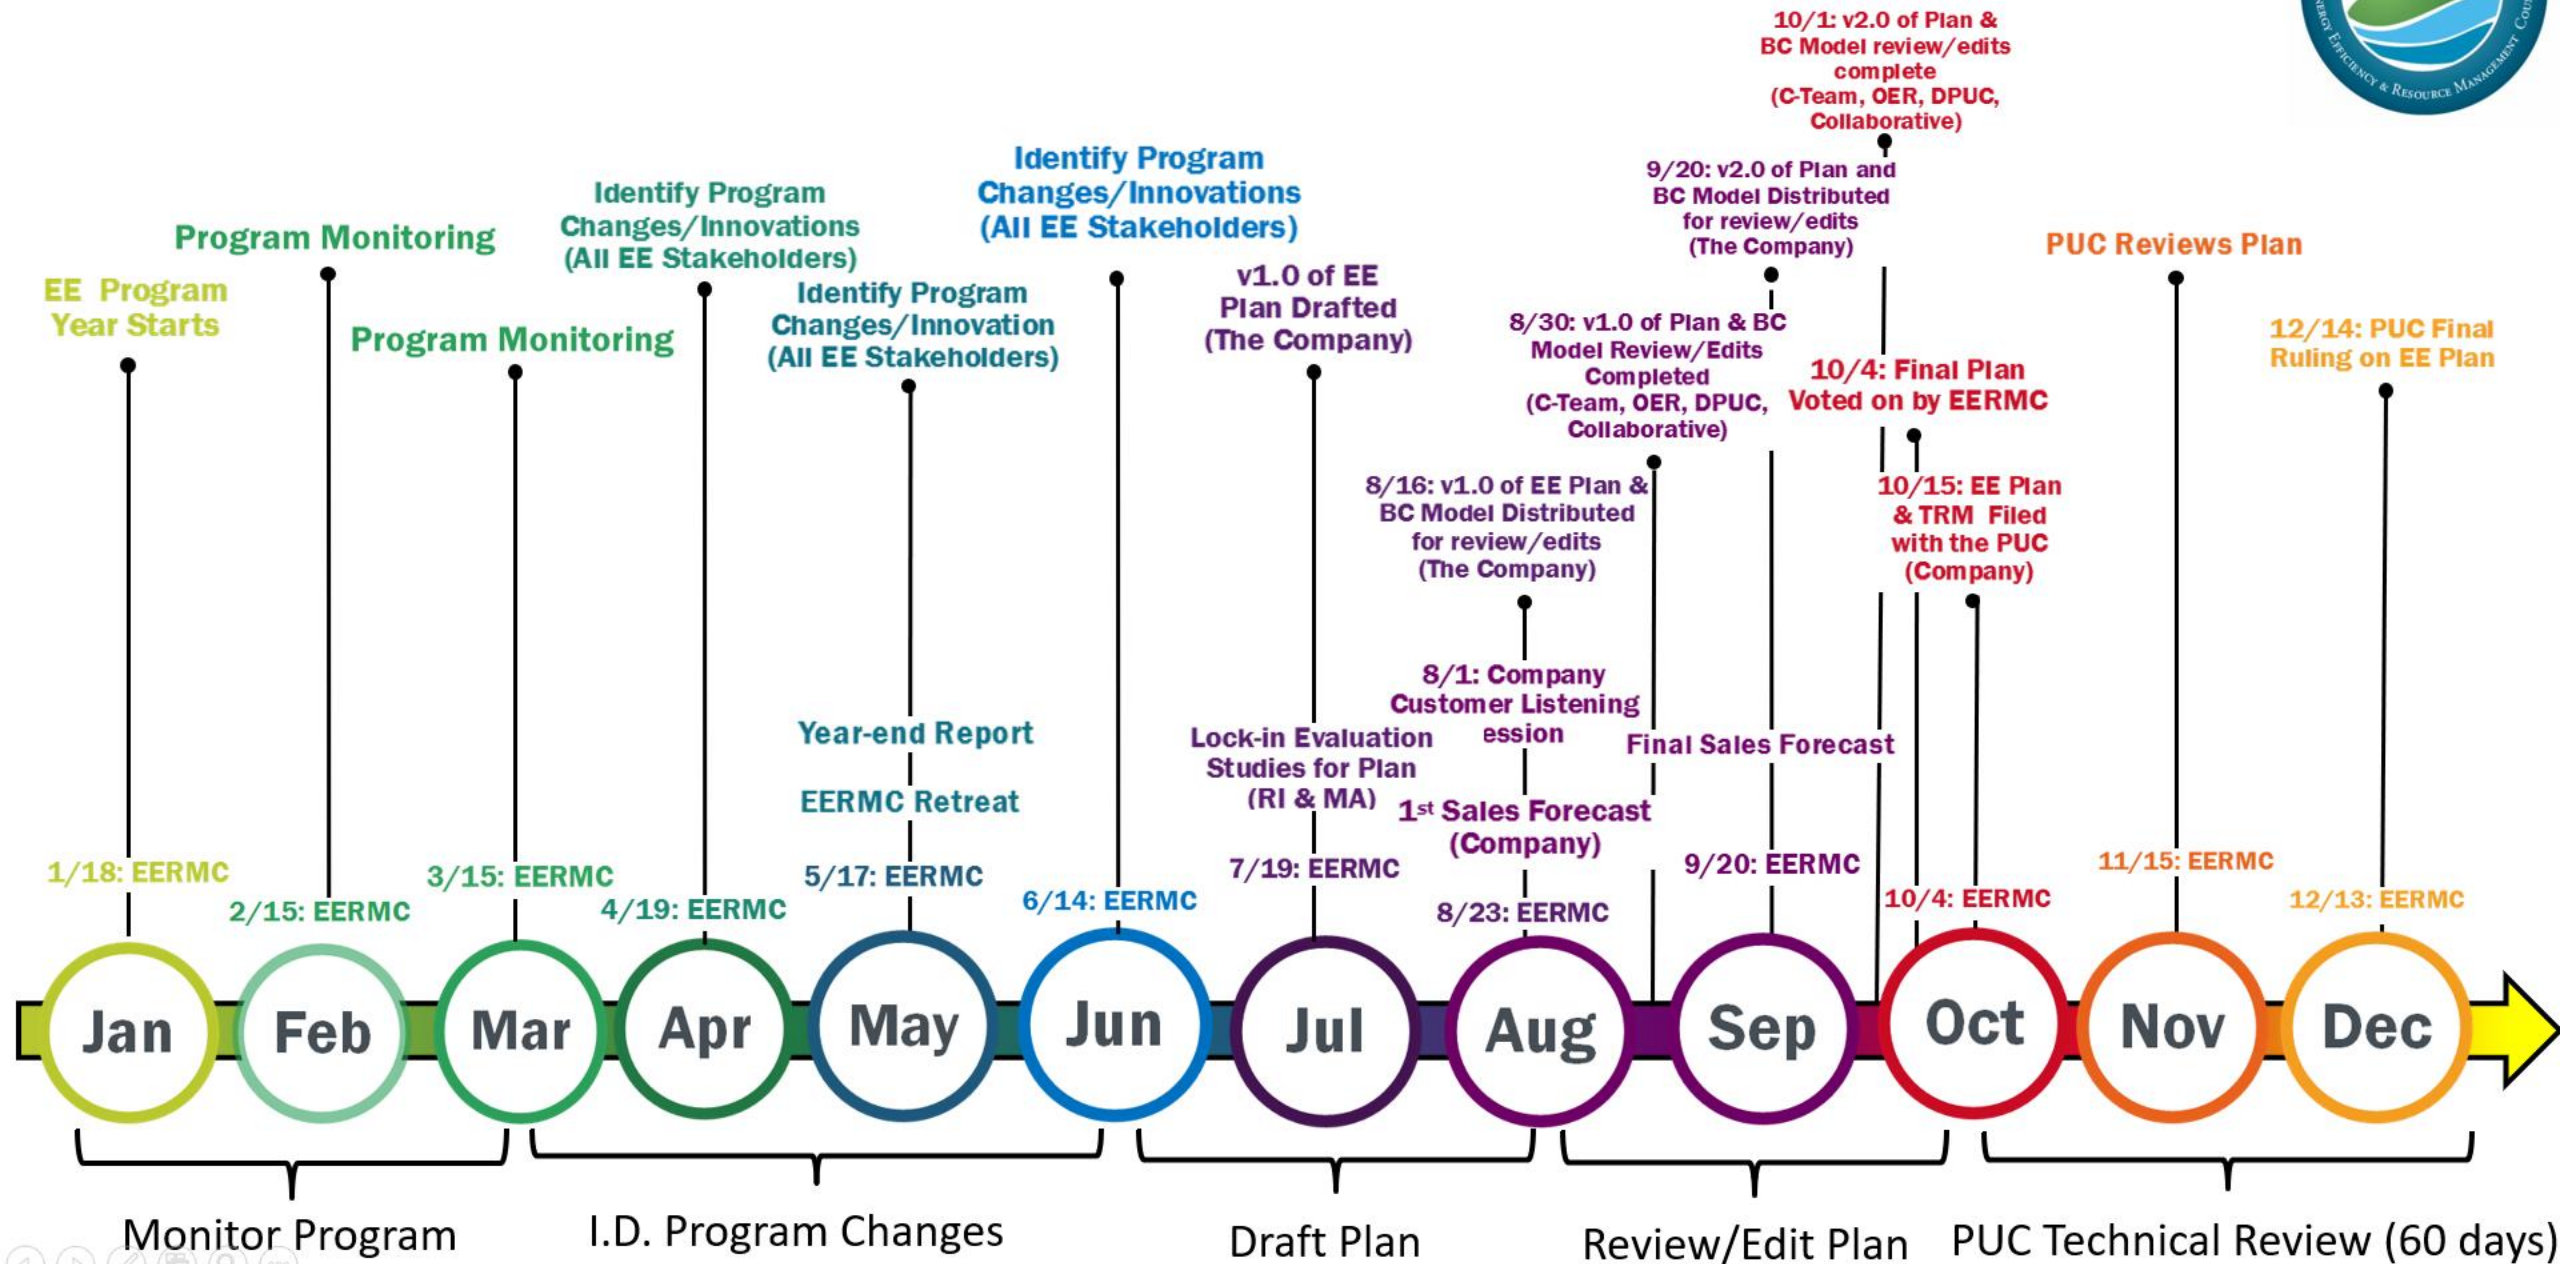 EE Program
Year Starts
1/18: EERMC
Program Monitoring
2/15: EERMC
Program Monitoring
3/15: EERMC
Identify Program
Changes/Innovations
(All EE Stakeholders)
4/19: EERMC
Identify Program
Changes/Innovation
(All EE Stakeholders)
Year-end Report
EERMC Retreat
5/17: EERMC
Identify Program
Changes/Innovations
(All EE Stakeholders)
6/14: EERMC
v1.0 of EE
Plan Drafted
(The Company)
Lock-in Evaluation
Studies for Plan
(RI & MA)
7/19: EERMC
8/16: v1.0 of EE Plan &
BC Model Distributed
for review/edits
(The Company)
8/1: Company
Customer Listening
ession
1st Sales Forecast
(Company)
8/23: EERMC
8/30: v1.0 of Plan & BC
Model Review/Edits
Completed
(C-Team, OER, DPUC,
Collaborative)
9/20: v2.0 of Plan and
BC Model Distributed
for review/edits
(The Company)
Final Sales Forecast
9/20: EERMC
10/1: v2.0 of Plan &
BC Model review/edits
complete
(C-Team, OER, DPUC,
Collaborative)
10/4: Final Plan
Voted on by EERMC
10/15: EE Plan
& TRM Filed
with the PUC
(Company)
10/4: EERMC
PUC Reviews Plan
11/15: EERMC
12/14: PUC Final
Ruling on EE Plan
12/13: EERMC
EFFICIENCY & RESOURCE MANAGEMENT
Jan
Feb
Mar
Apr
May
Jun
Jul
Aug
Sep
Oct
Nov
Dec
Monitor Program
I.D. Program Changes
Draft Plan
Review/Edit Plan
PUC Technical Review (60 days)